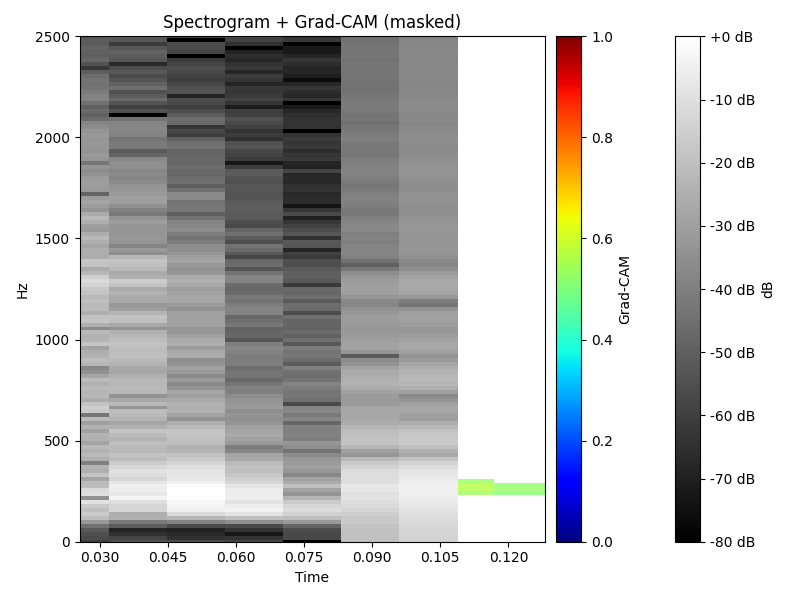 Spectrogram + Grad-CAM (masked)
2500
2000
1500
1000
500
0
Hz
0.030
0.045
0.060
0.075
0.090
0.105
0.120
Time
1.0
0.8
0.6
0.4
0.2
0.0
Grad-CAM
+0 dB
-10 dB
-20 dB
-30 dB
-40 dB
-50 dB
-60 dB
-70 dB
-80 dB
dB